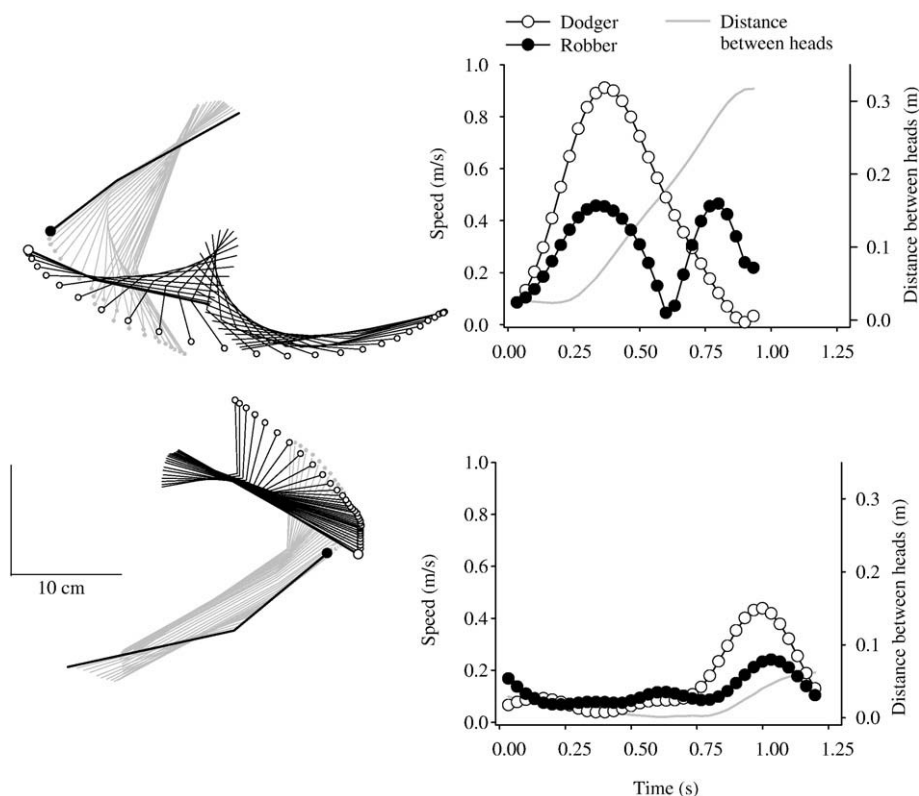 Dodger
Robber
Distance
between heads
1.0
0.8
0.6
0.4
0.2
0.0
Speed (m/s)
0.3
0.2
0.1
0.0
Distance between heads (m)
0.00 0.25 0.50 0.75 1.00 1.25
10 cm
1.0
0.8
0.6
0.4
0.2
0.0
Speed (m/s)
0.3
0.2
0.1
0.0
Distance between heads (m)
0.00 0.25 0.50 0.75 1.00 1.25
Time (s)